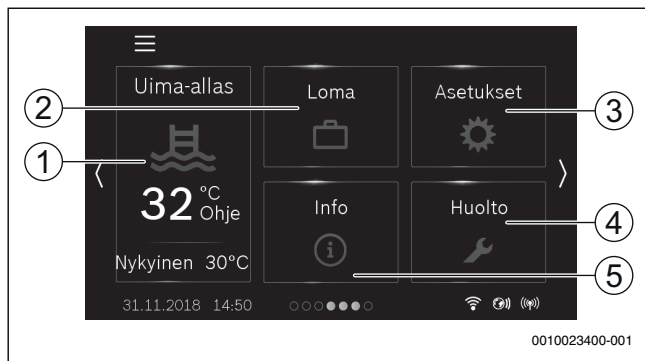 Uima-allas
Loma
Asetukset
32 °C
Ohje
Nykyinen 30°C
Info
Huolto
31.11.2018 14:50
1
2
3
4
5
0010023400-001